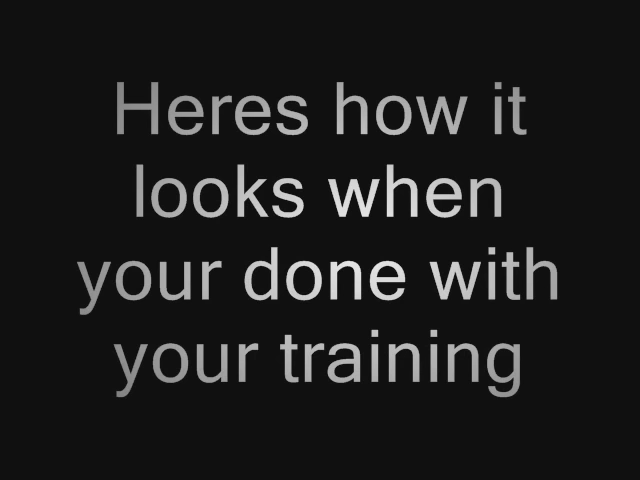 Heres how it
looks when
your done with
your training